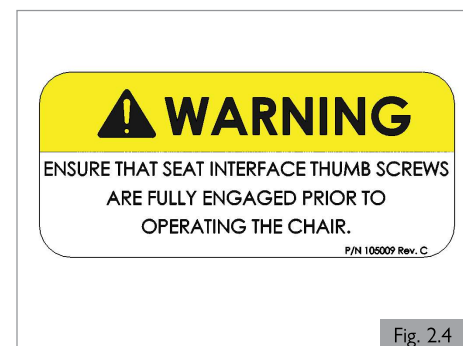 WARNING
ENSURE THAT SEAT INTERFACE THUMB SCREWS
ARE FULLY ENGAGED PRIOR TO
OPERATING THE CHAIR.
P/N 105009 Rev. C
Fig. 2.4